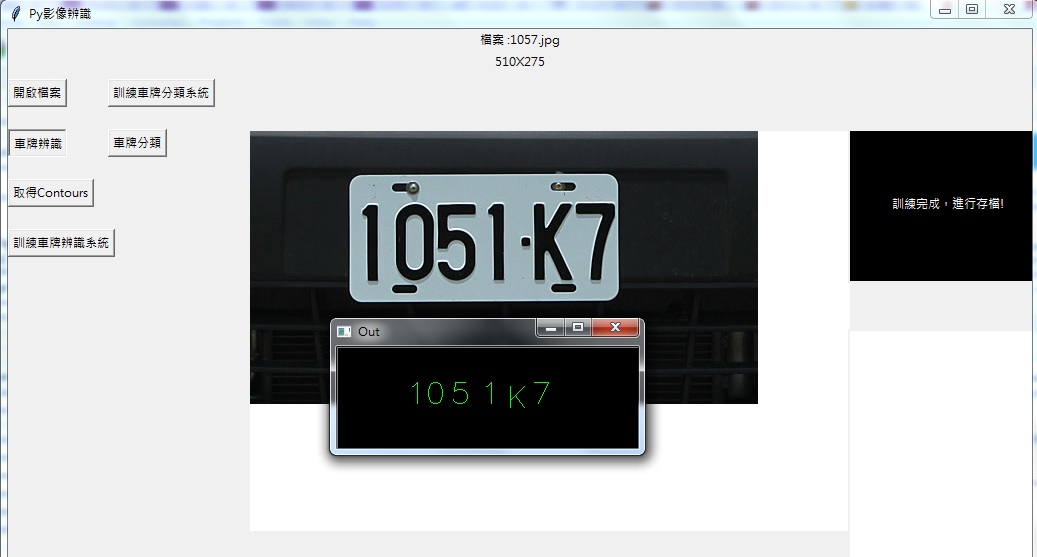 Py影像辨識
檔案 :1057.jpg
510X275
開啟檔案
訓練車牌分類系統
車牌辨識
車牌分類
取得Contours
訓練車牌辨識系統
1051·K7
訓練完成，進行存檔!
Out
1051K7